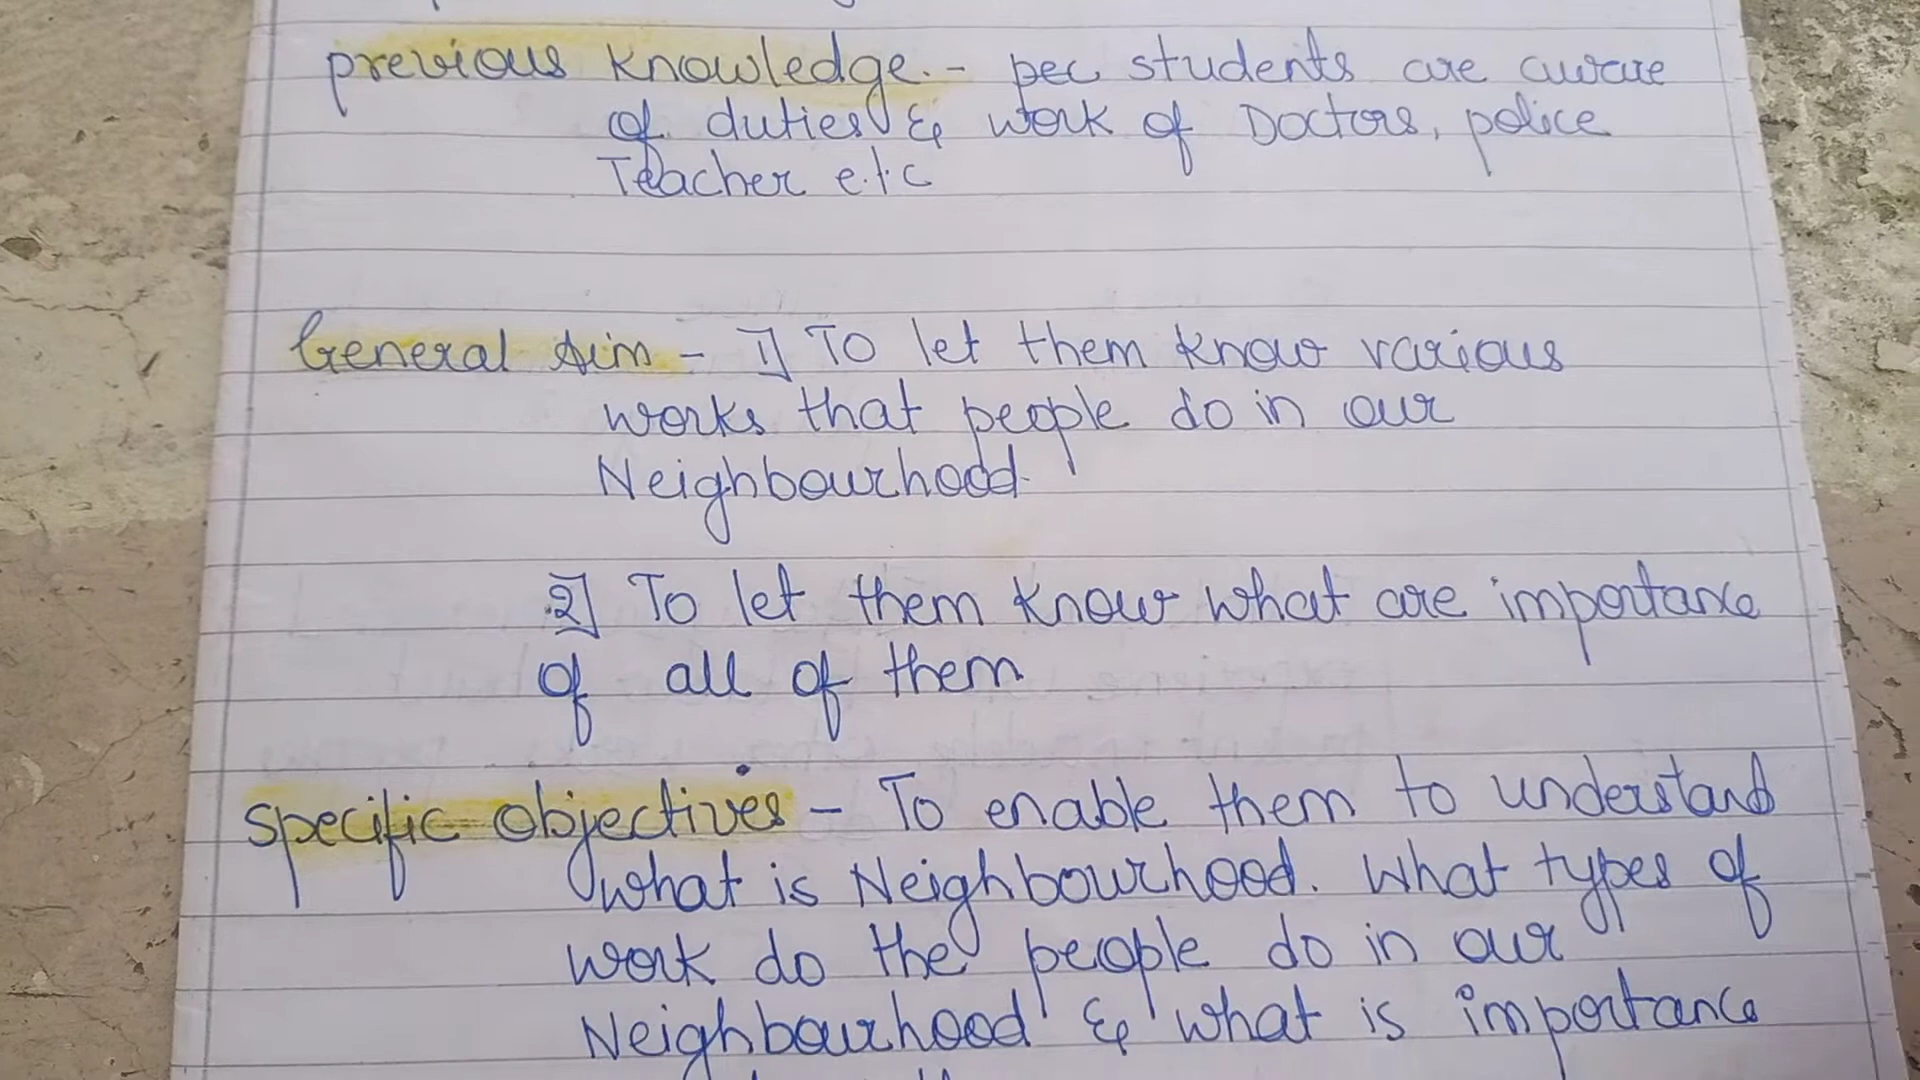 previous knowledge. - pec students are aware
of duties & work of Doctors, police
Teacher e.t.c
General Aim - 1] To let them know various
works that people do in our
Neighbourhood.
2] To let them know what are importance
of all of them
specific objectives - To enable them to understand
what is Neighbourhood. What types of
work do the people do in our
Neighbourhood & what is importance